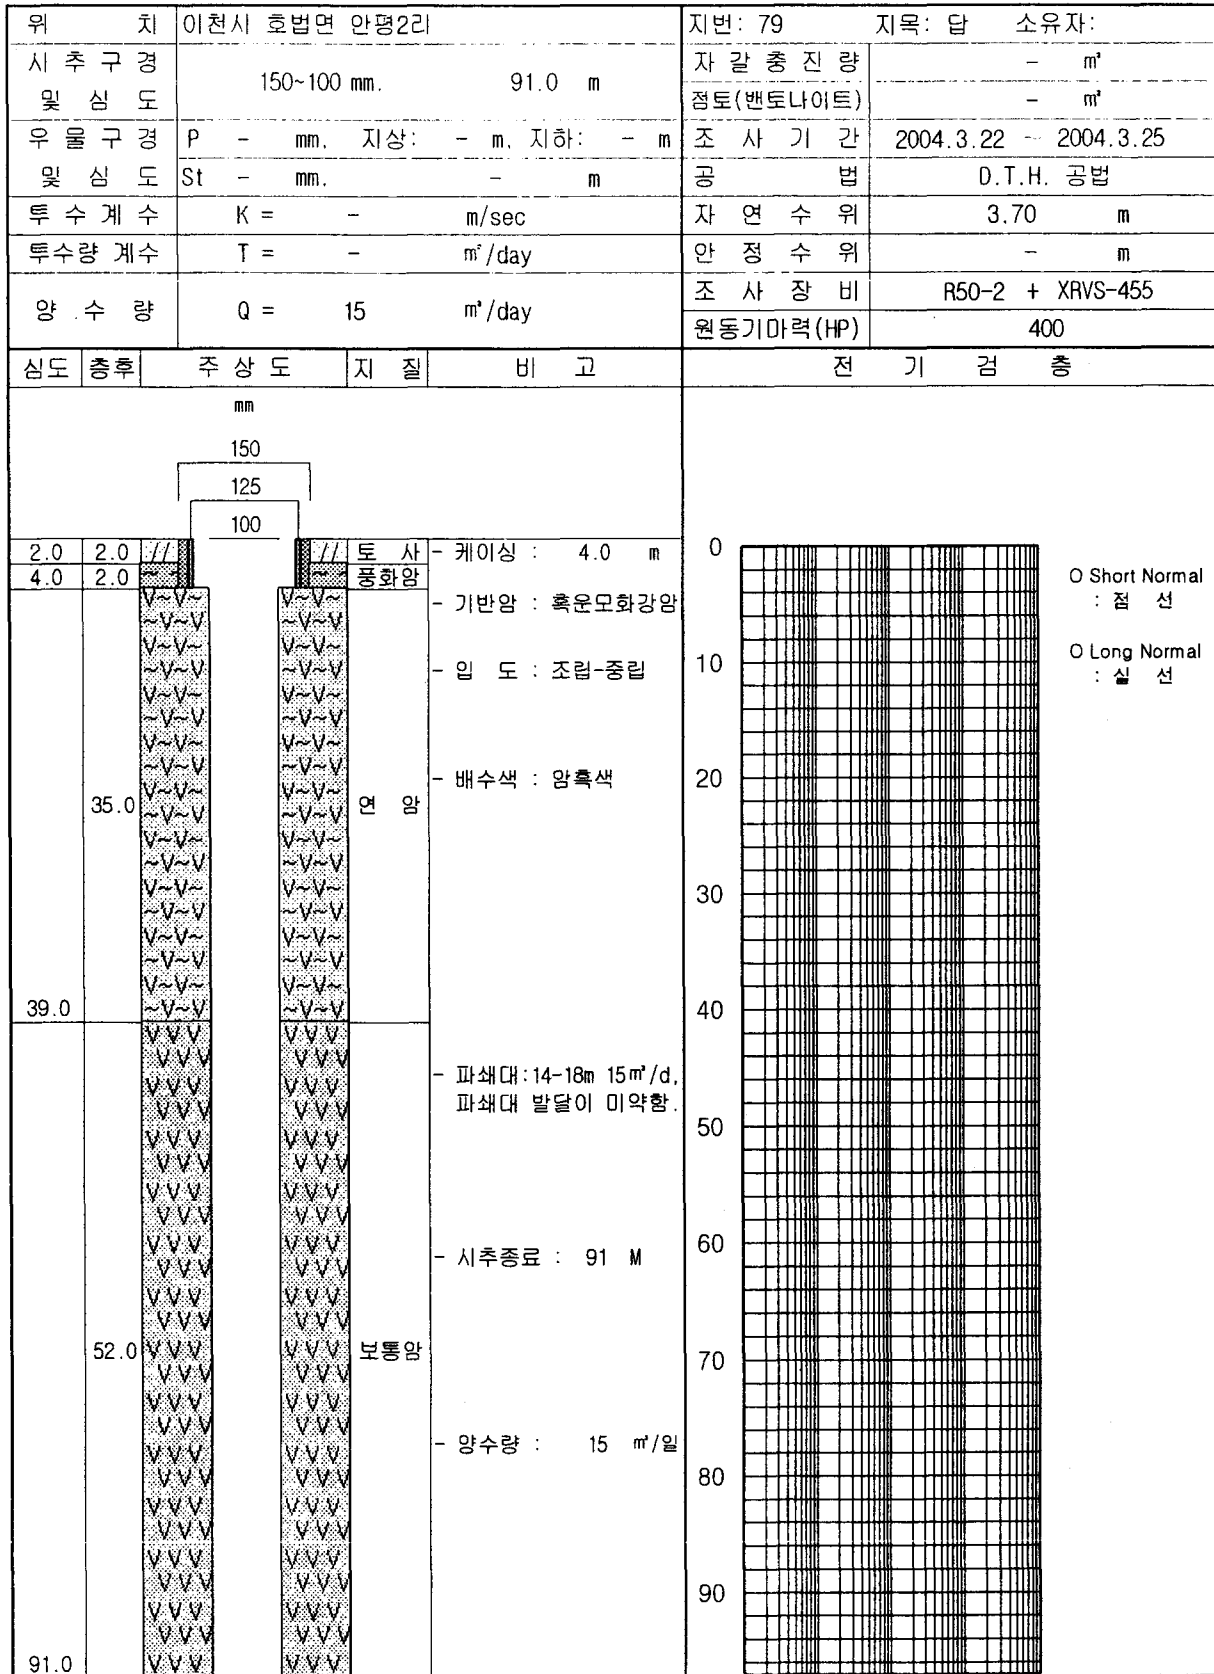 위 치 이천시 호법면 안평2리 지번: 79 지목: 답 소유자:
시 추 구 경 및 심 도 150~100 mm. 91.0 m 자 갈 충 진 량 - ㎥
점토(밴토나이트) - ㎥
우 물 구 경 P - mm, 지상: - m, 지하: - m 조 사 기 간 2004.3.22 - 2004.3.25
및 심 도 St - mm, - m 공 법 D.T.H. 공법
투 수 계 수 K = - m/sec 자 연 수 위 3.70 m
투수량 계수 T = - ㎡/day 안 정 수 위 - m
양 수 량 Q = 15 ㎥/day 조 사 장 비 R50-2 + XRVS-455
원동기마력(HP) 400
심도 층후 주 상 도 지 질 비 고 전 기 검 층
mm
150
125
100
2.0 2.0 토 사 - 케이싱 : 4.0 m
4.0 2.0 풍화암
- 기반암 : 흑운모화강암
- 입 도 : 조립-중립
- 배수색 : 암흑색
35.0 연 암
39.0
- 파쇄대:14-18m 15㎥/d,
파쇄대 발달이 미약함.
- 시추종료 : 91 M
52.0 보통암
- 양수량 : 15 ㎥/일
91.0
0
10
20
30
40
50
60
70
80
90
O Short Normal
: 점 선
O Long Normal
: 실 선